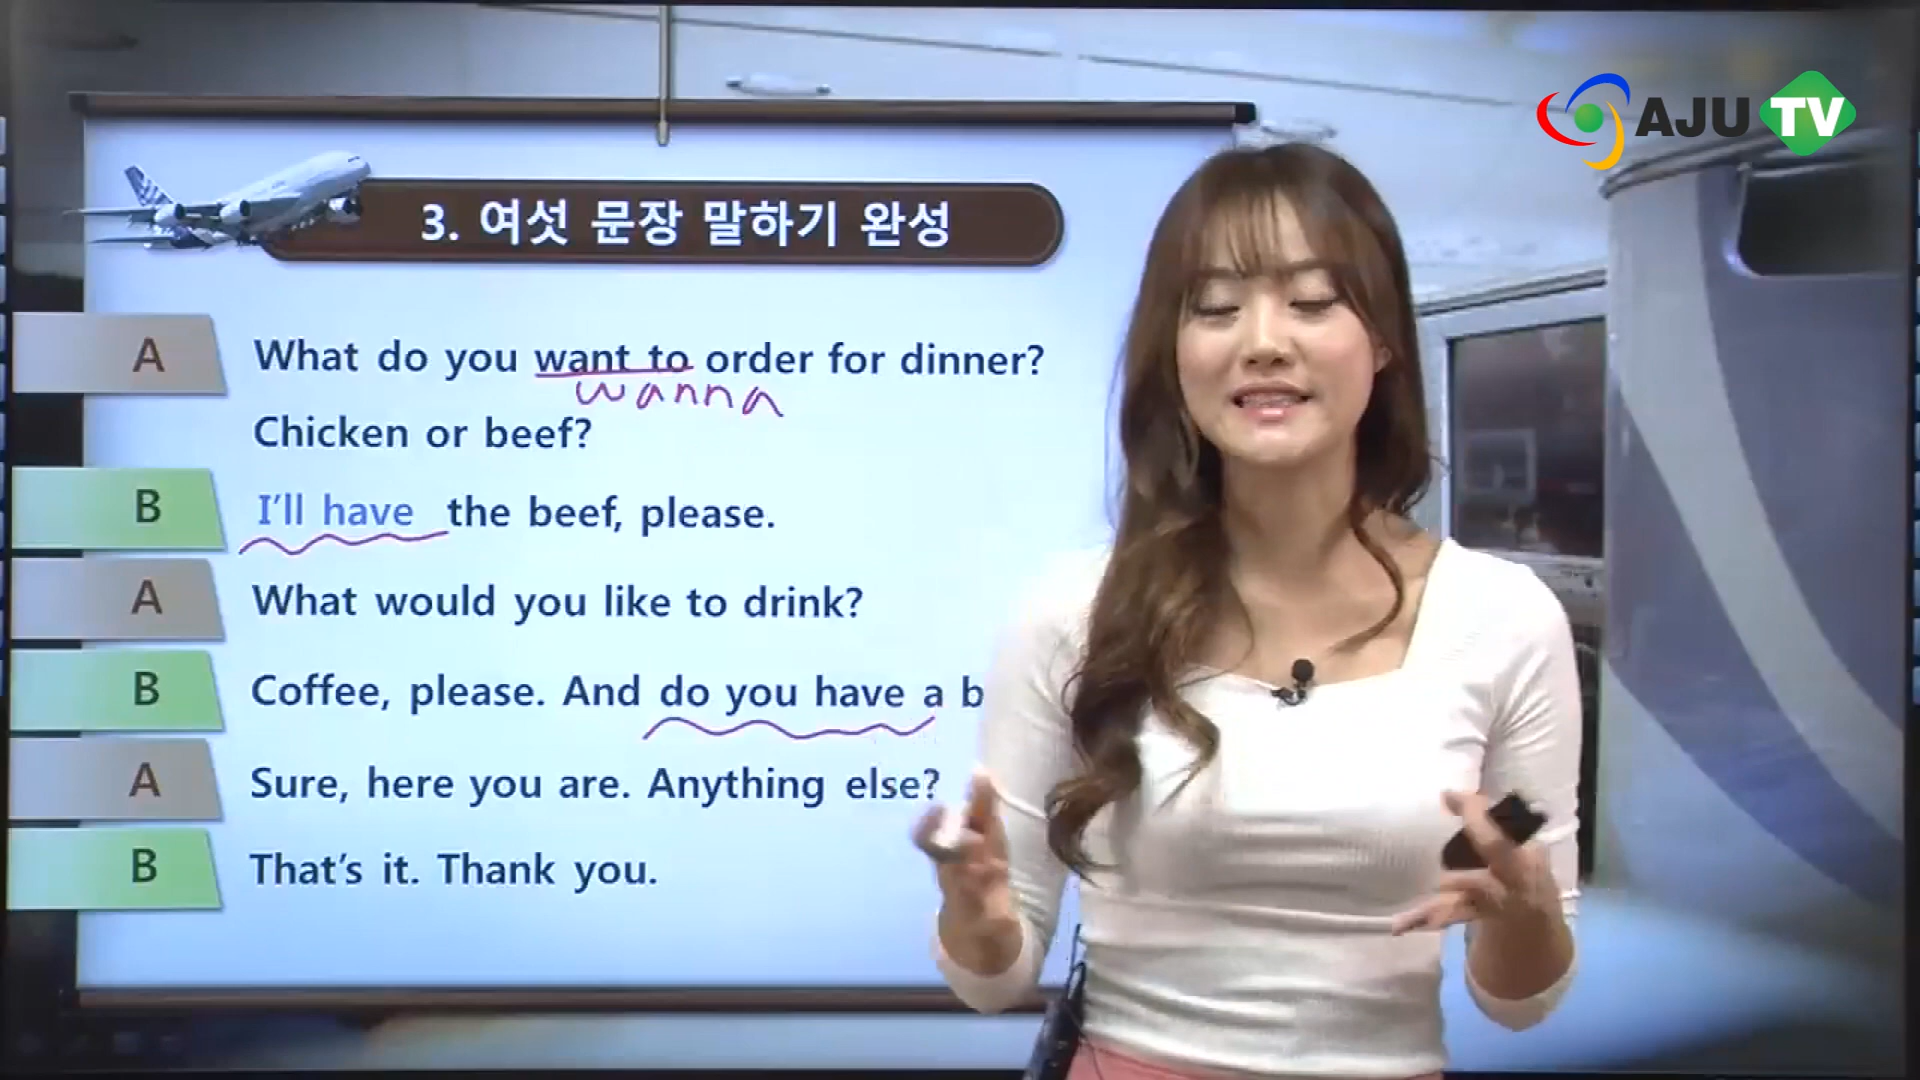 AJU TV
3. 여섯 문장 말하기 완성
A What do you want to order for dinner?
wanna
Chicken or beef?
B I'll have the beef, please.
A What would you like to drink?
B Coffee, please. And do you have a
A Sure, here you are. Anything else?
B That's it. Thank you.